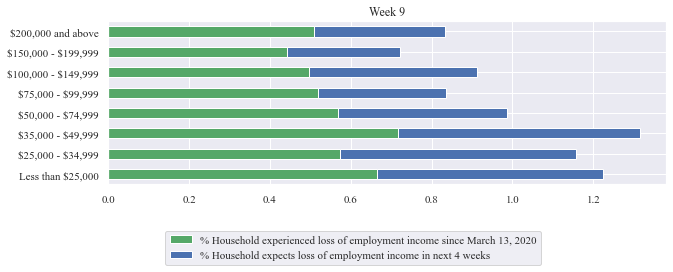 Week 9
$200,000 and above
$150,000 - $199,999
$100,000 - $149,999
$75,000 - $99,999
$50,000 - $74,999
$35,000 - $49,999
$25,000 - $34,999
Less than $25,000
0.0 0.2 0.4 0.6 0.8 1.0 1.2
% Household experienced loss of employment income since March 13, 2020
% Household expects loss of employment income in next 4 weeks